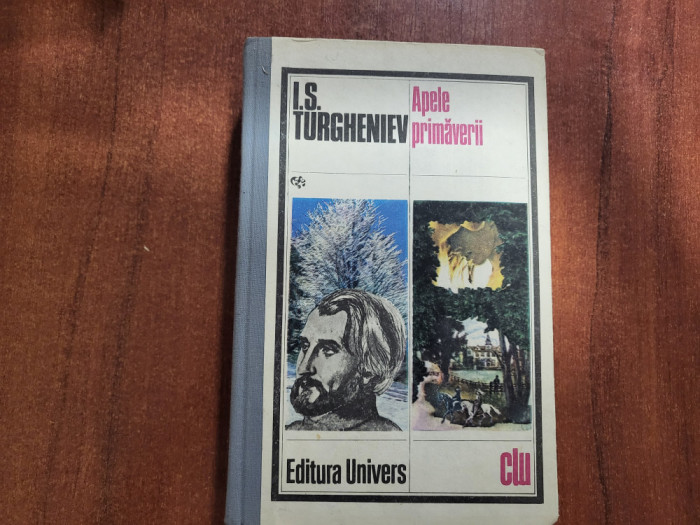 I.S.
TURGHENIEV
Apele
primăverii
Editura Univers
clu